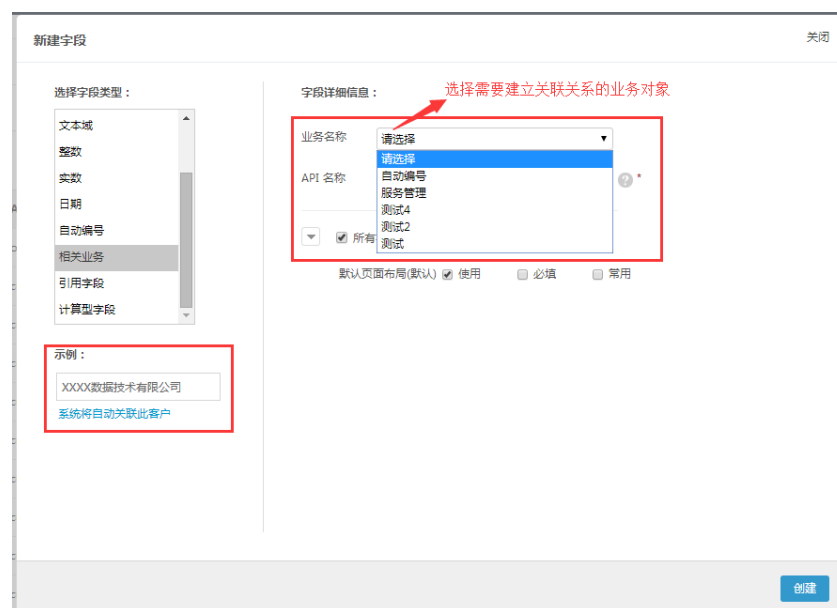 新建字段
关闭
选择字段类型：
字段详细信息：
选择需要建立关联关系的业务对象
文本域
整数
实数
日期
自动编号
相关业务
引用字段
计算型字段
业务名称
请选择
请选择
自动编号
服务管理
测试4
测试2
测试
API 名称
?
*
所有
默认页面布局(默认) 使用 必填 常用
示例：
XXXX数据技术有限公司
系统将自动关联此客户
创建